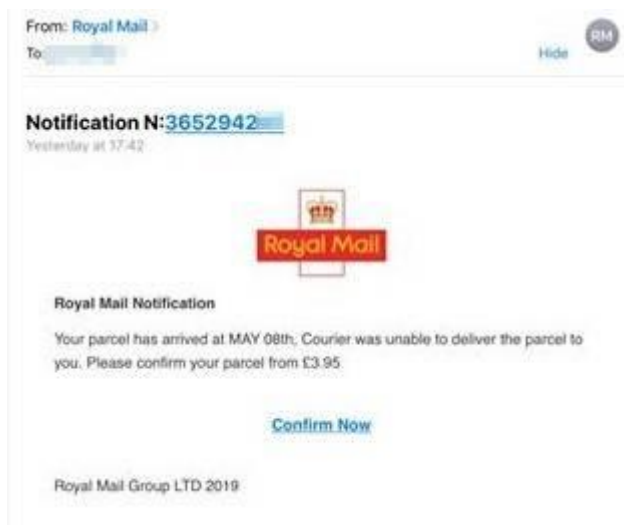 From: Royal Mail
To:
Hide
RM
Notification N:3652942
Yesterday at 17:42
Royal Mail
Royal Mail Notification
Your parcel has arrived at MAY 08th, Courier was unable to deliver the parcel to
you. Please confirm your parcel from £3.95
Confirm Now
Royal Mail Group LTD 2019